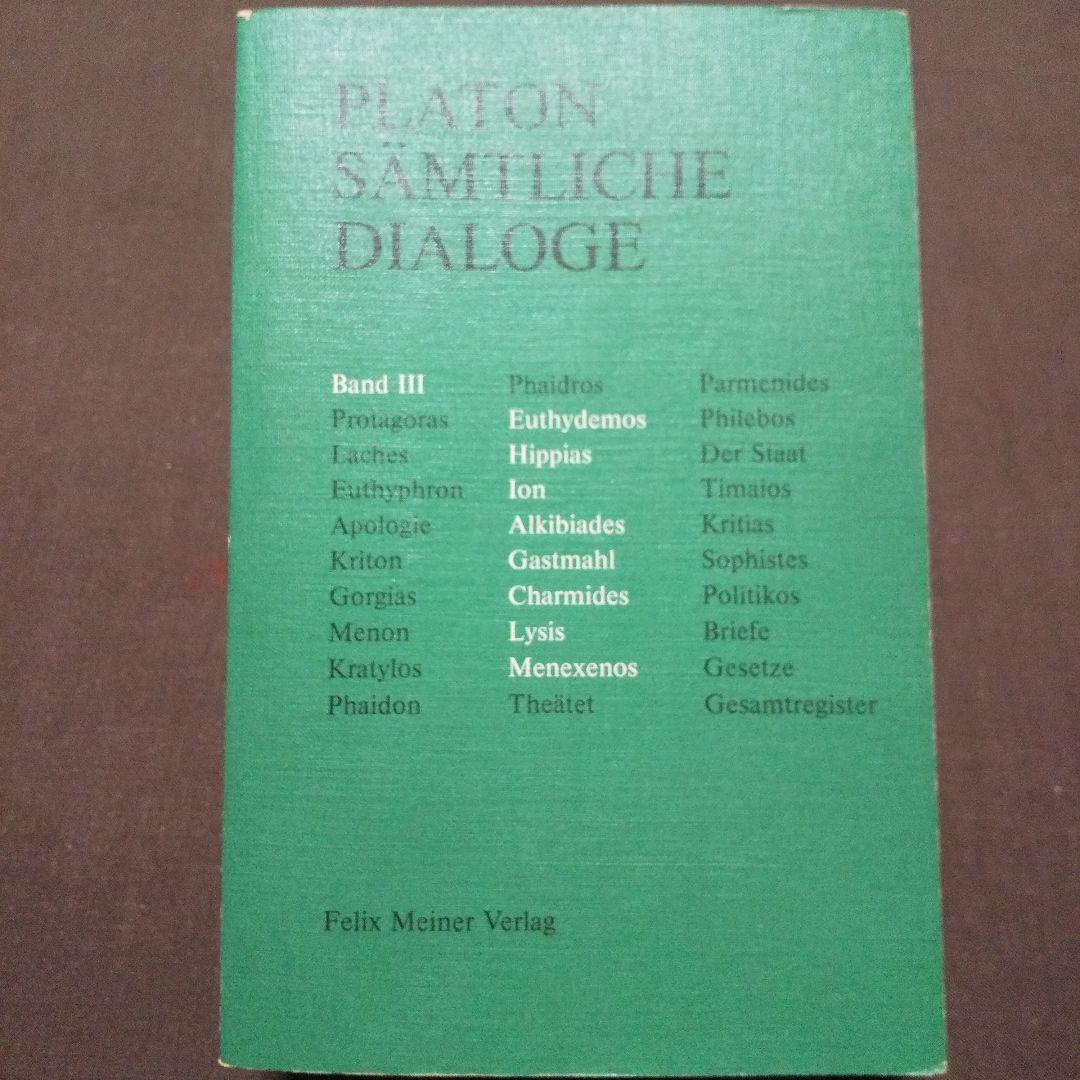 PLATON
SÄMTLICHE
DIALOGE
Band III
Protagoras
Laches
Euthyphron
Apologie
Kriton
Gorgias
Menon
Kratylos
Phaidon
Phaidros
Euthydemos
Hippias
Ion
Alkibiades
Gastmahl
Charmides
Lysis
Menexenos
Theätet
Parmenides
Philebos
Der Staat
Timaios
Kritias
Sophistes
Politikos
Briefe
Gesetze
Gesamtregister
Felix Meiner Verlag